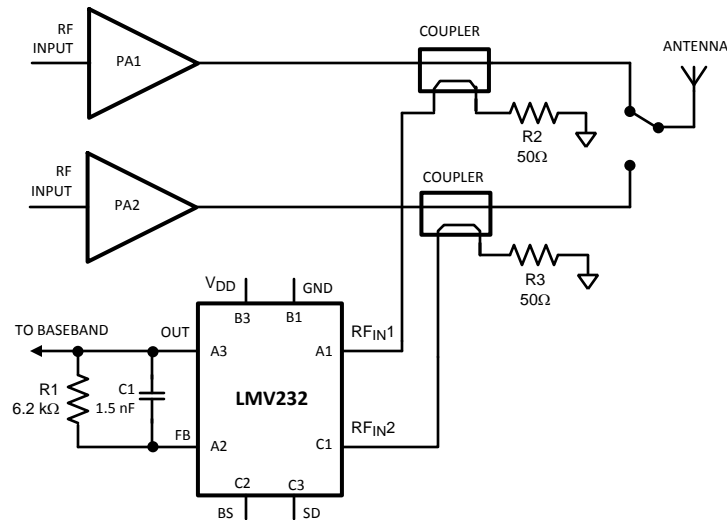 RF
INPUT
PA1
COUPLER
ANTENNA
R2
50Ω
RF
INPUT
PA2
COUPLER
R3
50Ω
VDD
GND
B3
B1
TO BASEBAND
OUT
A3
A1
RFIN1
R1
6.2 kΩ
C1
1.5 nF
LMV232
FB
A2
C1
RFIN2
C2
C3
BS
SD